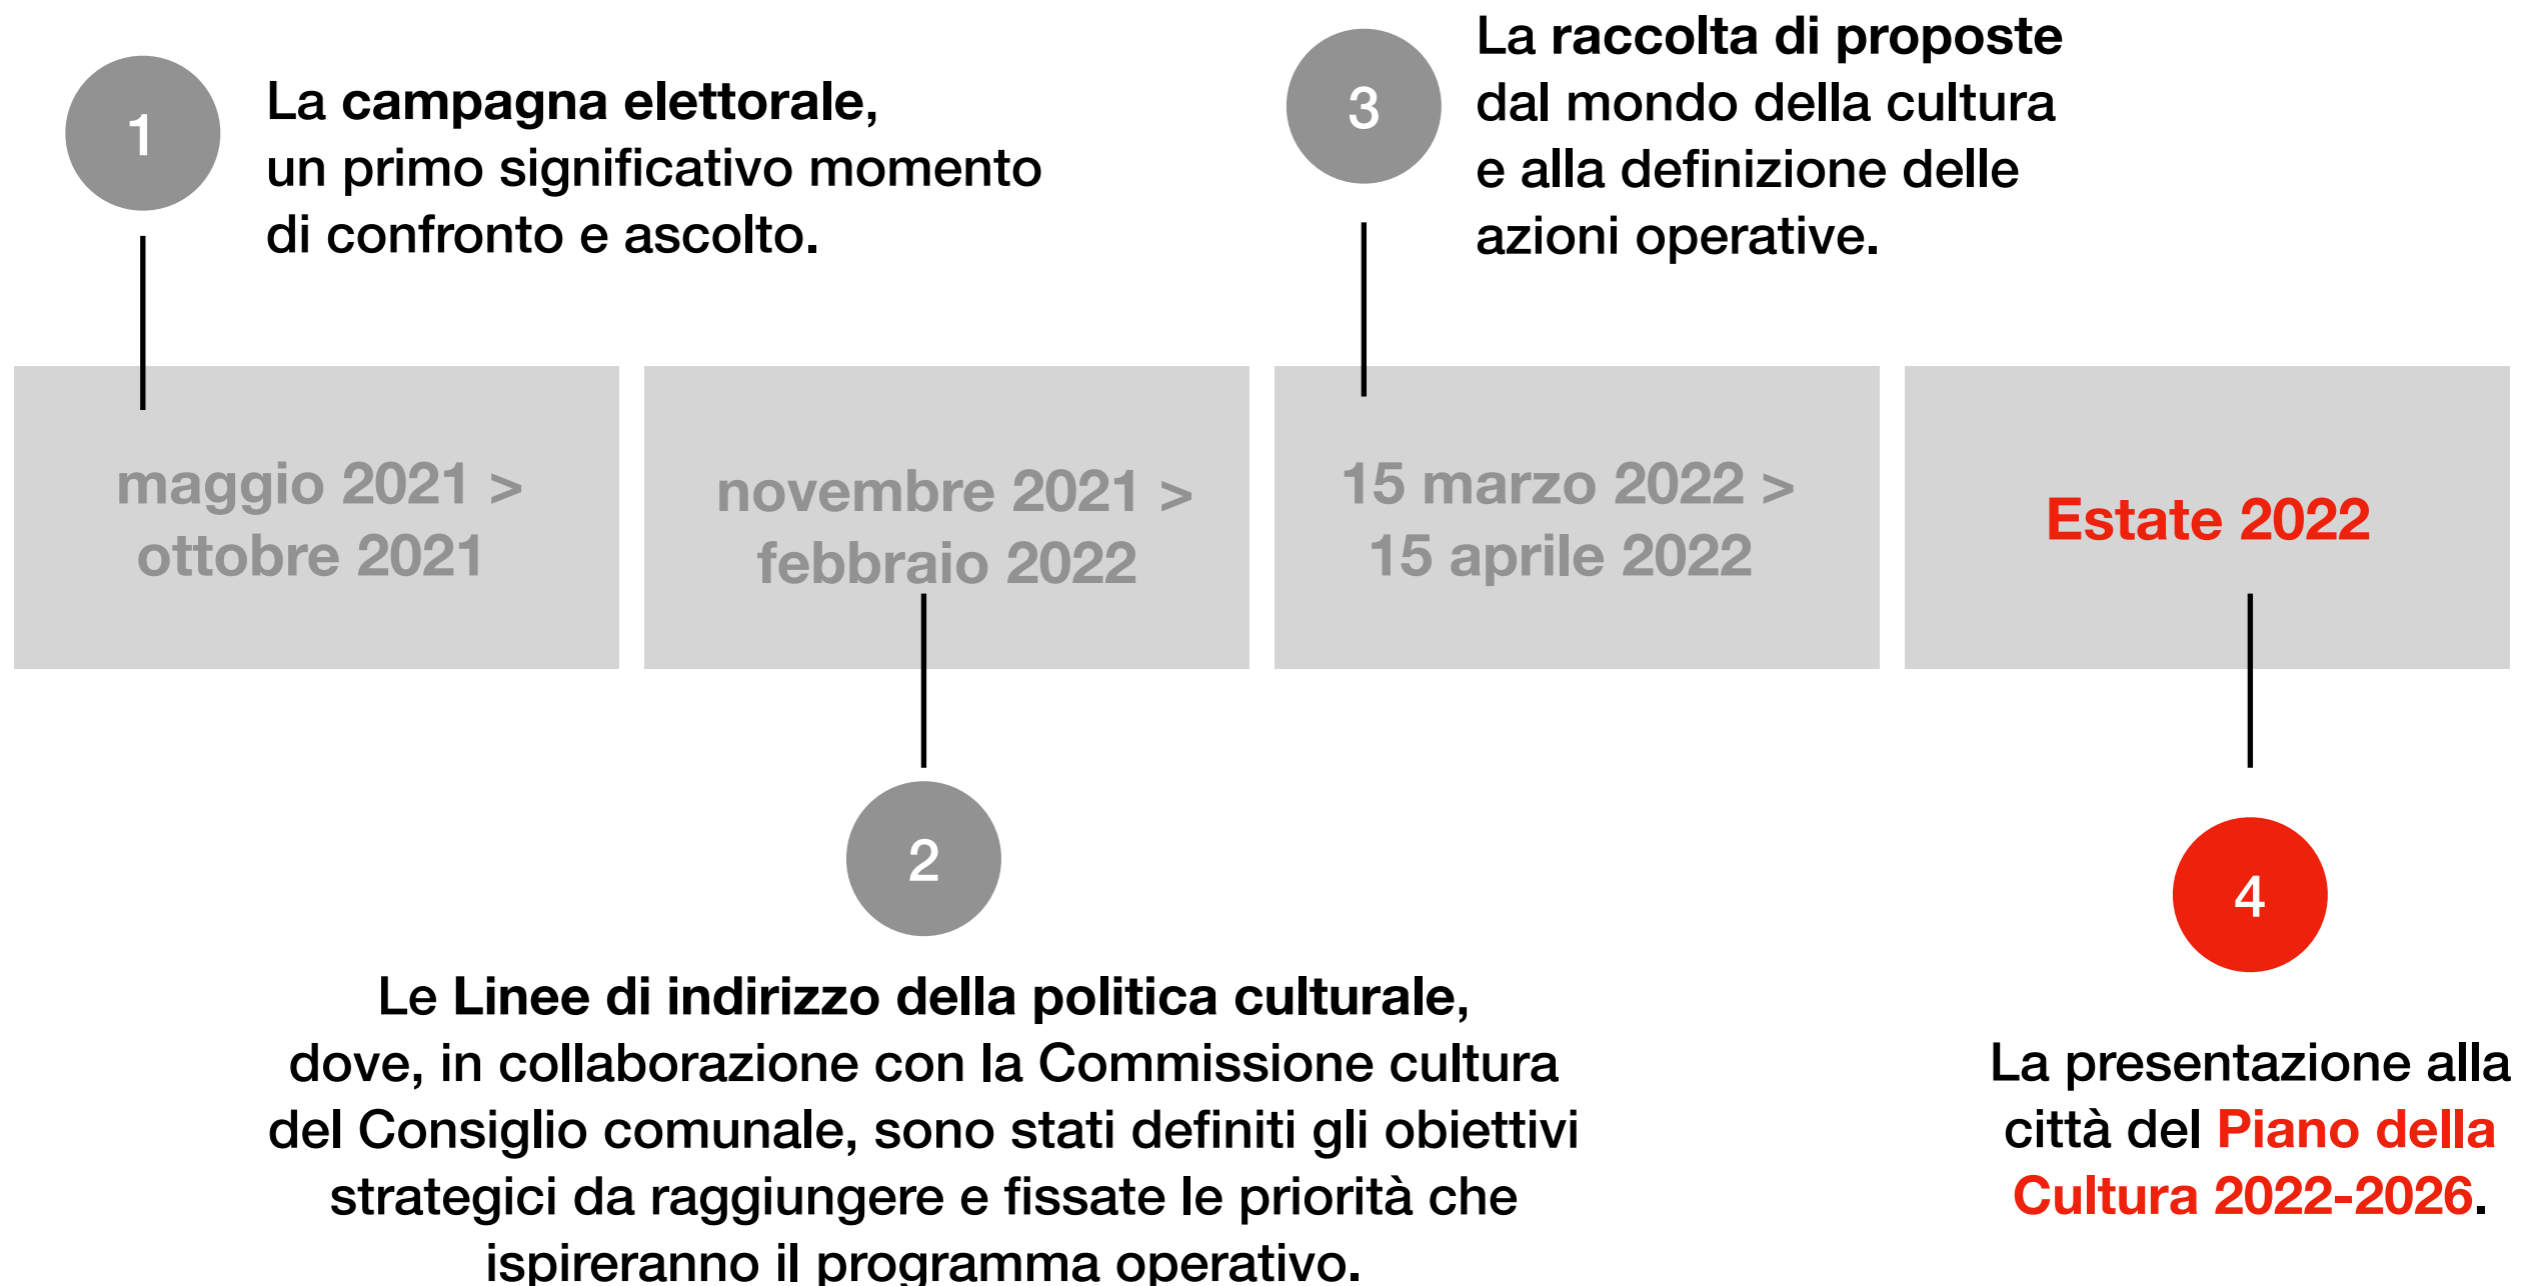 1
La campagna elettorale,
un primo significativo momento
di confronto e ascolto.
3
La raccolta di proposte
dal mondo della cultura
e alla definizione delle
azioni operative.
maggio 2021 >
ottobre 2021
novembre 2021 >
febbraio 2022
15 marzo 2022 >
15 aprile 2022
Estate 2022
2
Le Linee di indirizzo della politica culturale,
dove, in collaborazione con la Commissione cultura
del Consiglio comunale, sono stati definiti gli obiettivi
strategici da raggiungere e fissate le priorità che
ispireranno il programma operativo.
4
La presentazione alla
città del Piano della
Cultura 2022-2026.